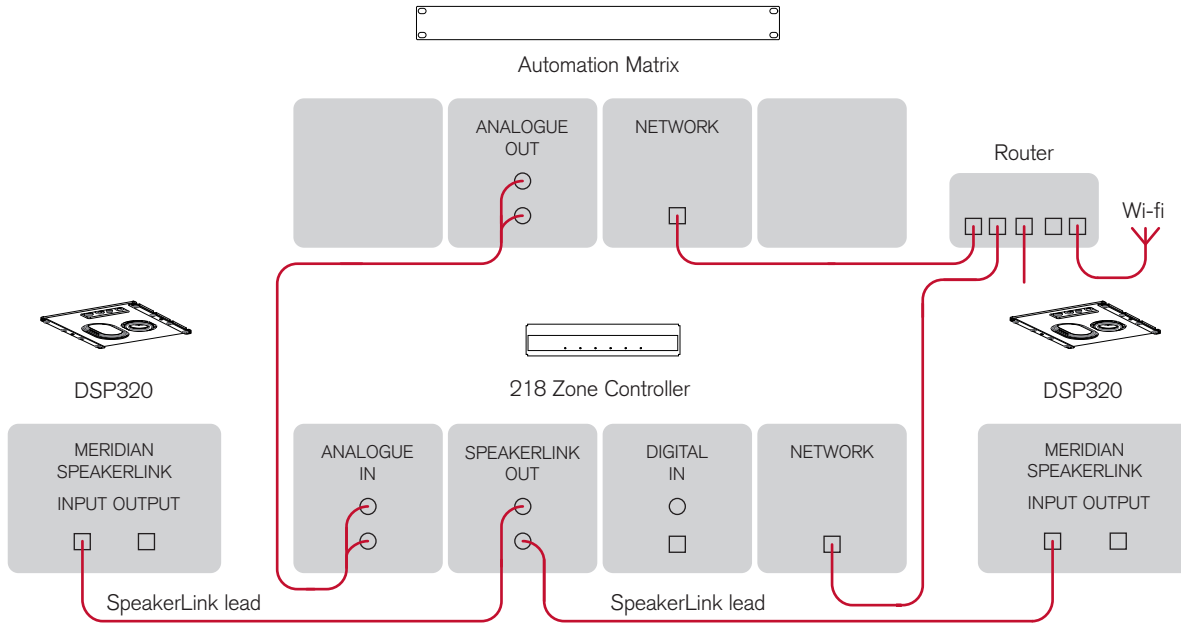 Automation Matrix
ANALOGUE
OUT
NETWORK
Router
Wi-fi
DSP320
218 Zone Controller
DSP320
MERIDIAN
SPEAKERLINK
INPUT OUTPUT
ANALOGUE
IN
SPEAKERLINK
OUT
DIGITAL
IN
NETWORK
MERIDIAN
SPEAKERLINK
INPUT OUTPUT
SpeakerLink lead
SpeakerLink lead